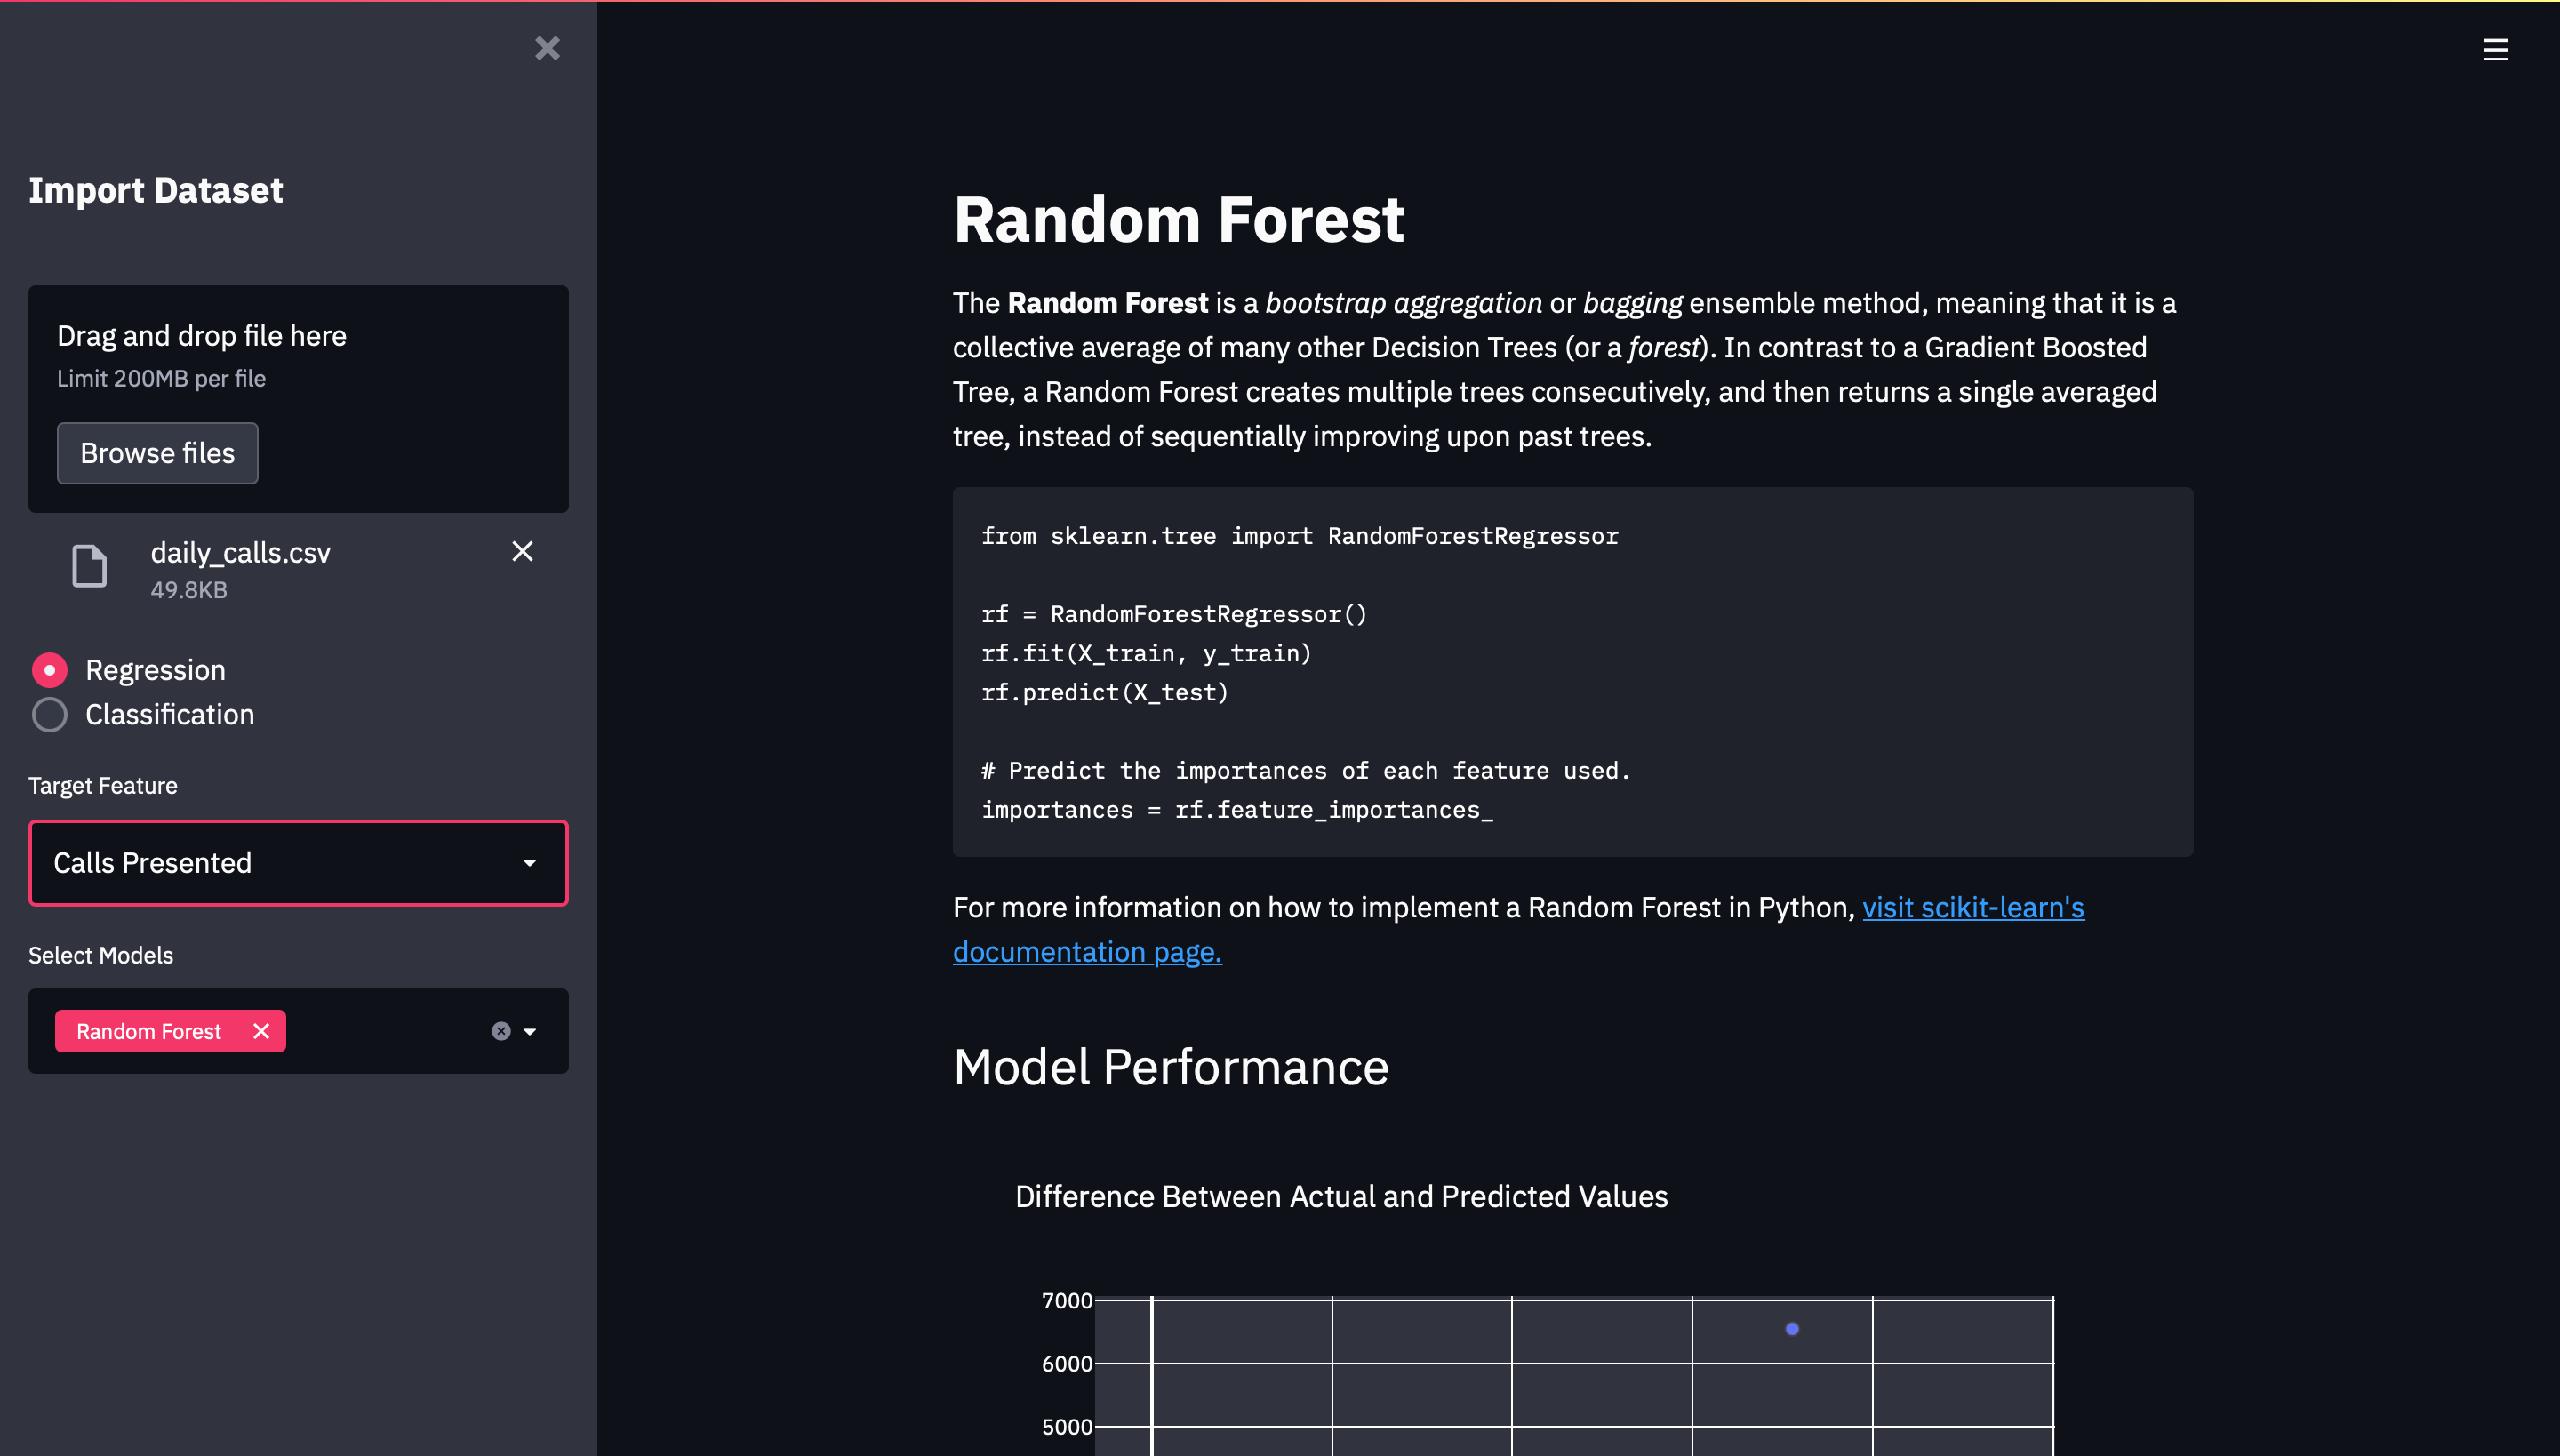 Import Dataset
Drag and drop file here
Limit 200MB per file
Browse files
daily_calls.csv
49.8KB
Regression
Classification
Target Feature
Calls Presented
Select Models
Random Forest
Random Forest
The Random Forest is a bootstrap aggregation or bagging ensemble method, meaning that it is a
collective average of many other Decision Trees (or a forest). In contrast to a Gradient Boosted
Tree, a Random Forest creates multiple trees consecutively, and then returns a single averaged
tree, instead of sequentially improving upon past trees.
from sklearn.tree import RandomForestRegressor
rf = RandomForestRegressor()
rf.fit(X_train, y_train)
rf.predict(X_test)
# Predict the importances of each feature used.
importances = rf.feature_importances_
For more information on how to implement a Random Forest in Python, visit scikit-learn's
documentation page.
Model Performance
Difference Between Actual and Predicted Values
7000
6000
5000